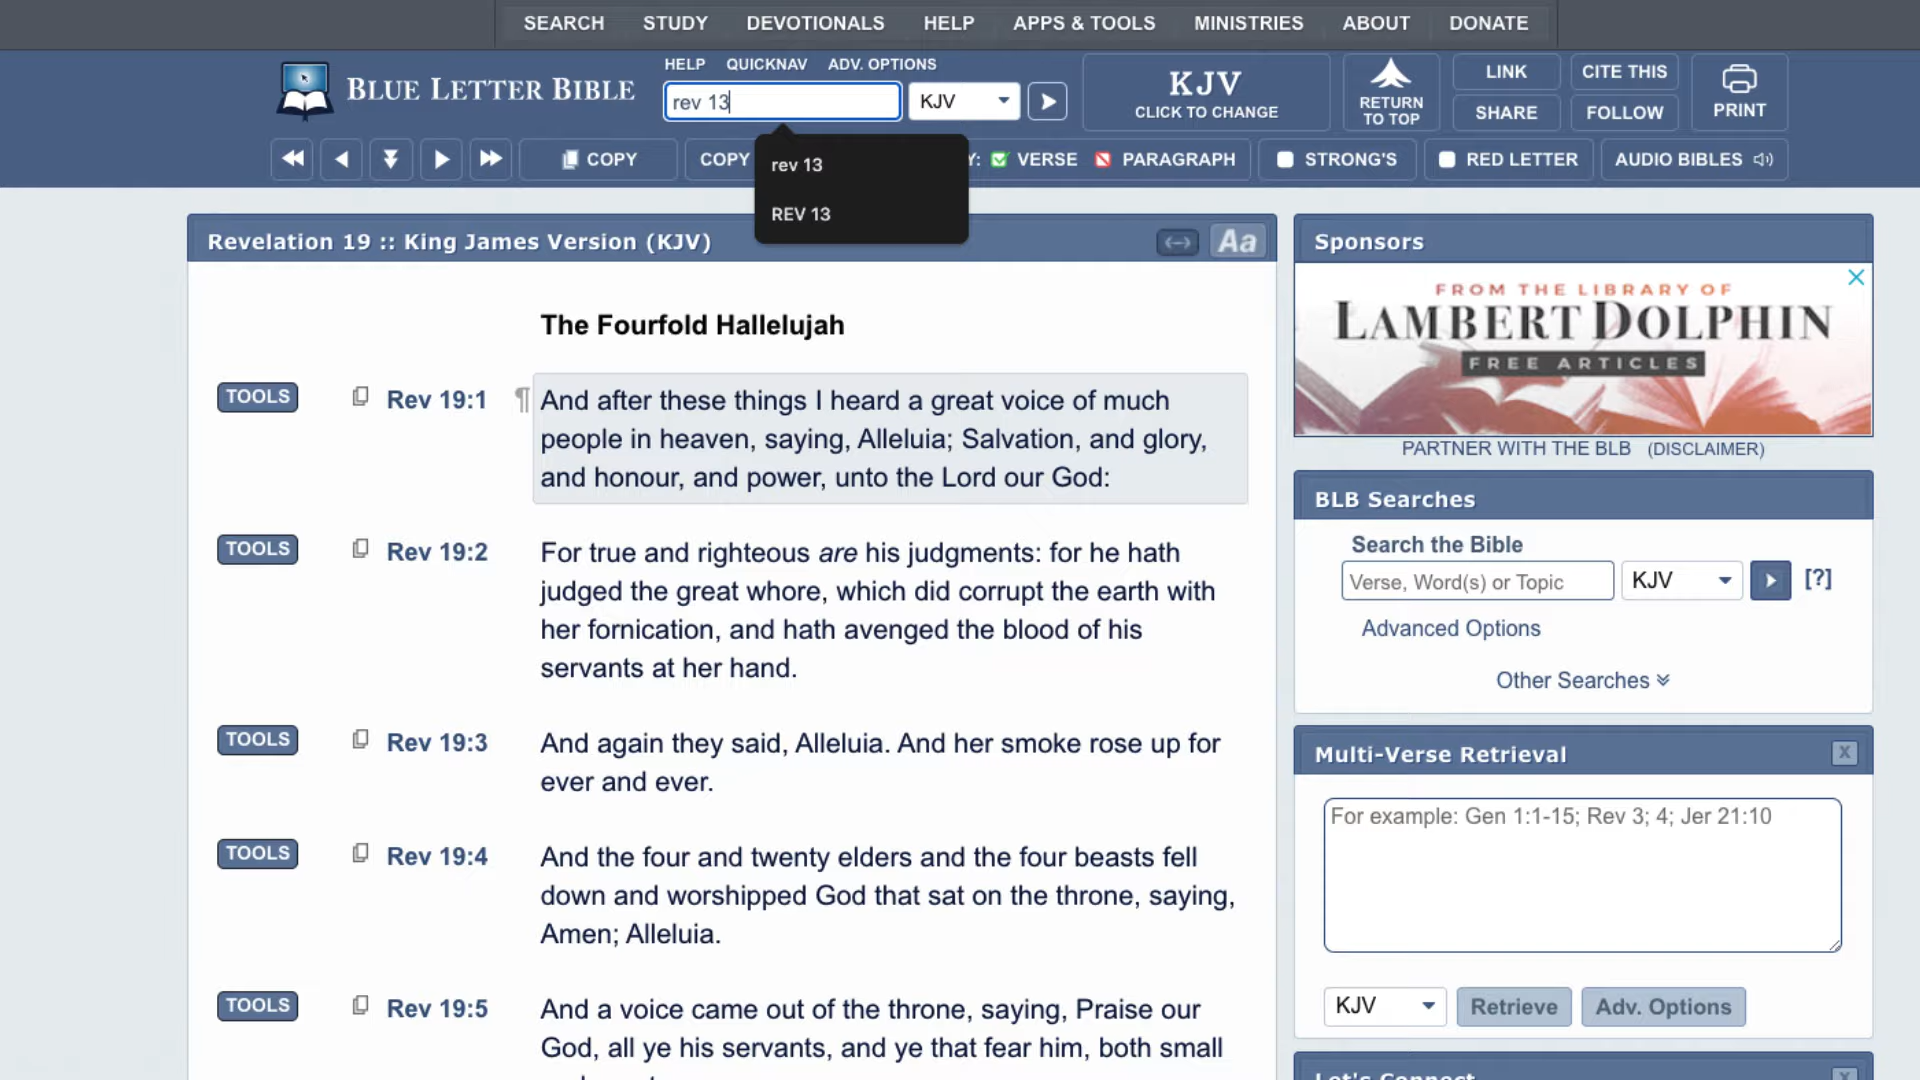 SEARCH STUDY DEVOTIONALS HELP APPS & TOOLS MINISTRIES ABOUT DONATE
BLUE LETTER BIBLE
HELP QUICKNAV ADV. OPTIONS
rev 13 KJV
KJV
CLICK TO CHANGE
RETURN
TO TOP
LINK CITE THIS
SHARE FOLLOW
PRINT
COPY COPY Y: VERSE PARAGRAPH STRONG'S RED LETTER AUDIO BIBLES
rev 13
REV 13
Revelation 19 :: King James Version (KJV) Aa
The Fourfold Hallelujah
TOOLS Rev 19:1 ¶ And after these things I heard a great voice of much
people in heaven, saying, Alleluia; Salvation, and glory,
and honour, and power, unto the Lord our God:
TOOLS Rev 19:2 For true and righteous are his judgments: for he hath
judged the great whore, which did corrupt the earth with
her fornication, and hath avenged the blood of his
servants at her hand.
TOOLS Rev 19:3 And again they said, Alleluia. And her smoke rose up for
ever and ever.
TOOLS Rev 19:4 And the four and twenty elders and the four beasts fell
down and worshipped God that sat on the throne, saying,
Amen; Alleluia.
TOOLS Rev 19:5 And a voice came out of the throne, saying, Praise our
God, all ye his servants, and ye that fear him, both small
Sponsors
FROM THE LIBRARY OF
LAMBERT DOLPHIN
FREE ARTICLES
PARTNER WITH THE BLB (DISCLAIMER)
BLB Searches
Search the Bible
Verse, Word(s) or Topic KJV [?]
Advanced Options
Other Searches
Multi-Verse Retrieval X
For example: Gen 1:1-15; Rev 3; 4; Jer 21:10
KJV Retrieve Adv. Options
Let's Connect X